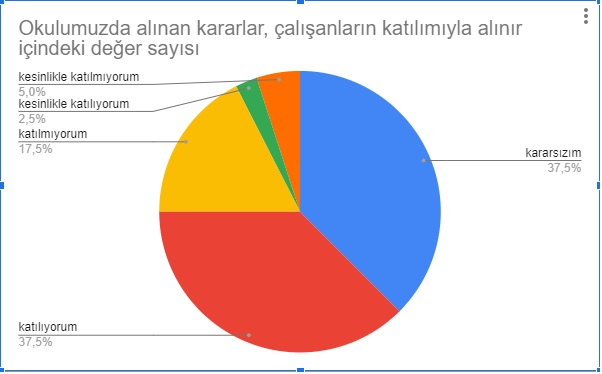 Okulumuzda alınan kararlar, çalışanların katılımıyla alınır
içindeki değer sayısı
kesinlikle katılmıyorum
5,0%
kesinlikle katılıyorum
2,5%
katılmıyorum
17,5%
kararsızım
37,5%
katılıyorum
37,5%